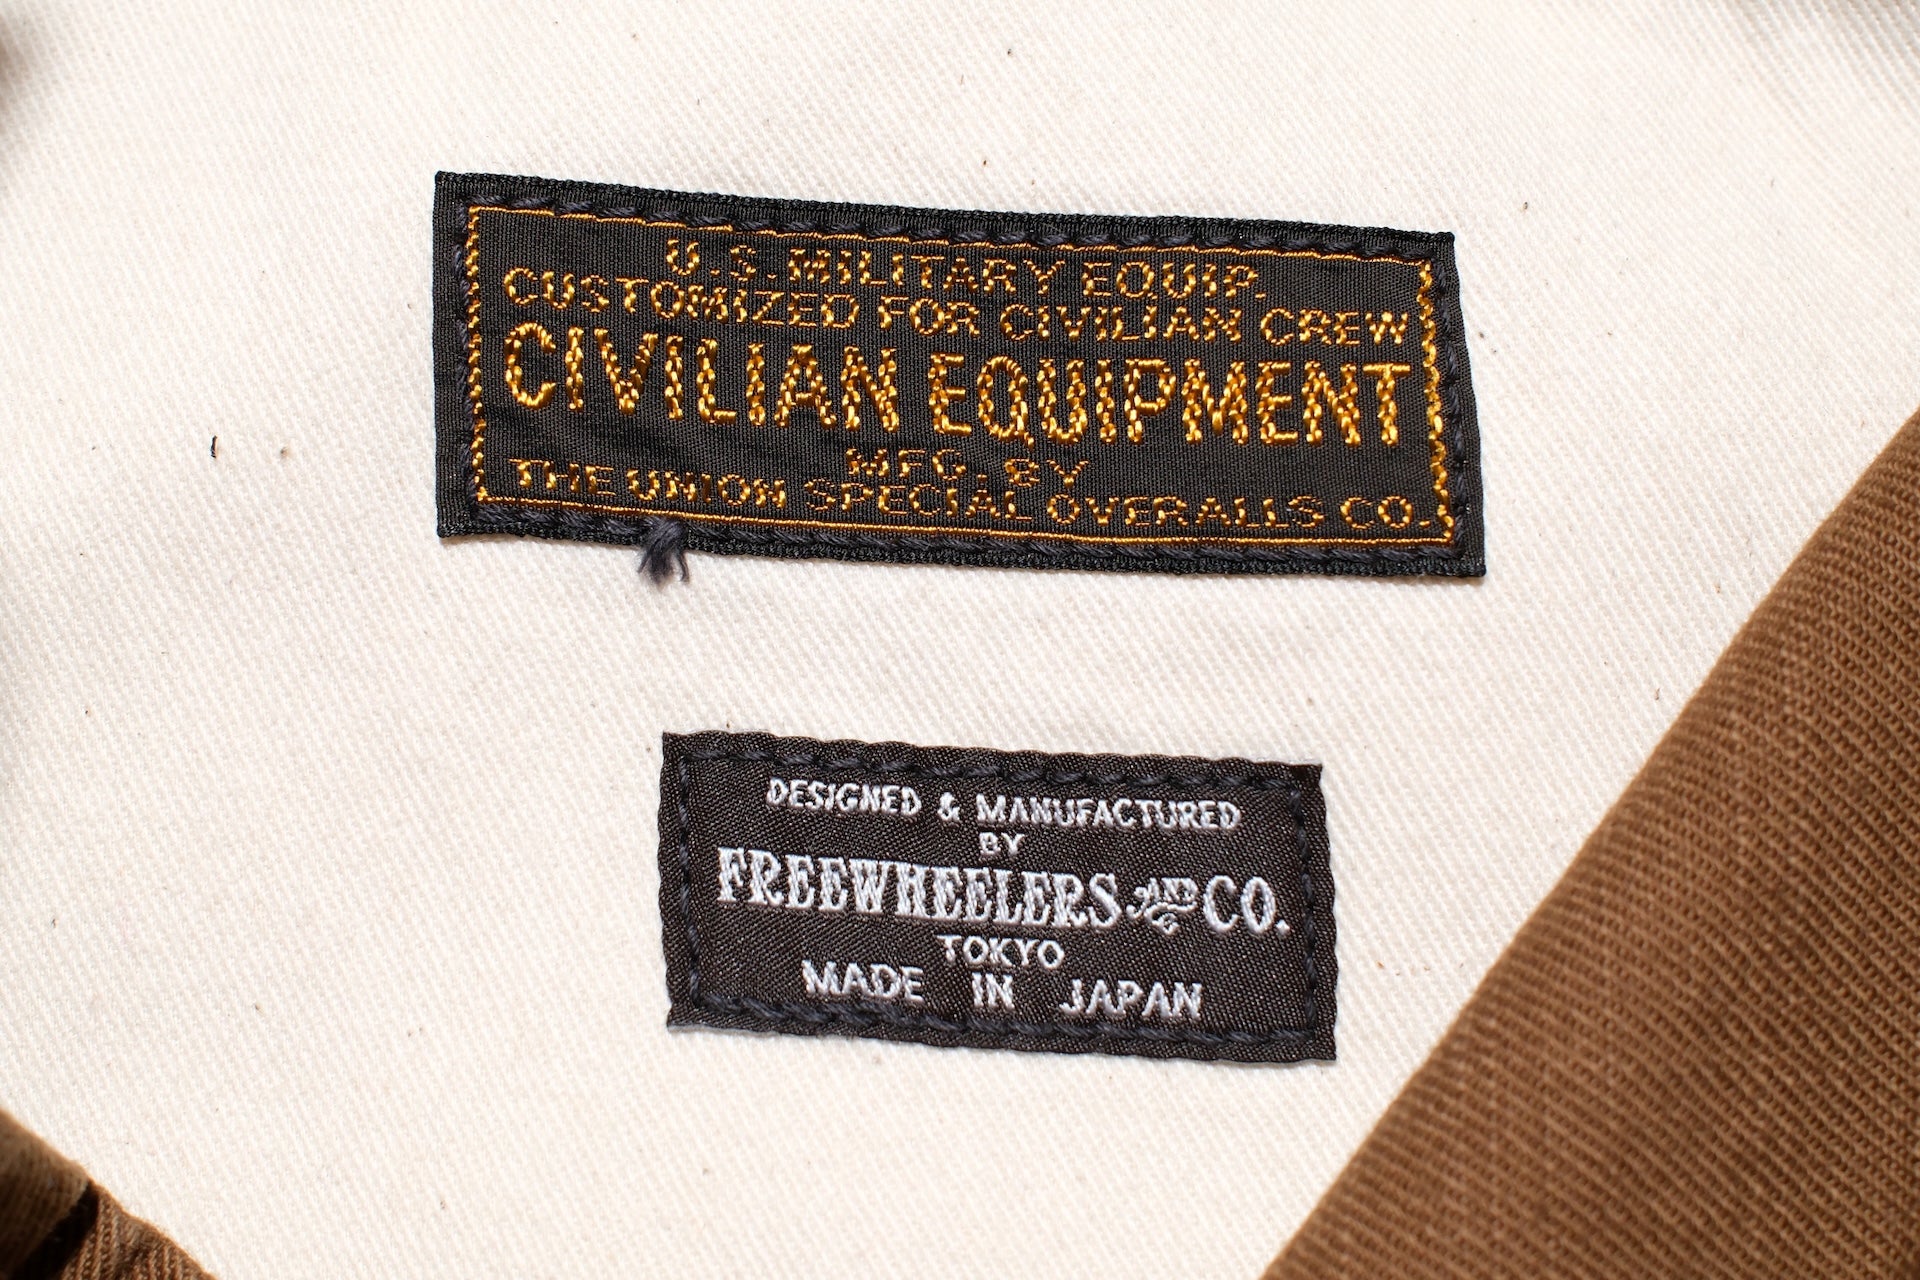 U.S. MILITARY EQUIP.
CUSTOMIZED FOR CIVILIAN CREW
CIVILIAN EQUIPMENT
MFG. BY
THE UNION SPECIAL OVERALLS CO.
DESIGNED & MANUFACTURED
BY
FREEWHEELERS AND CO.
TOKYO
MADE IN JAPAN